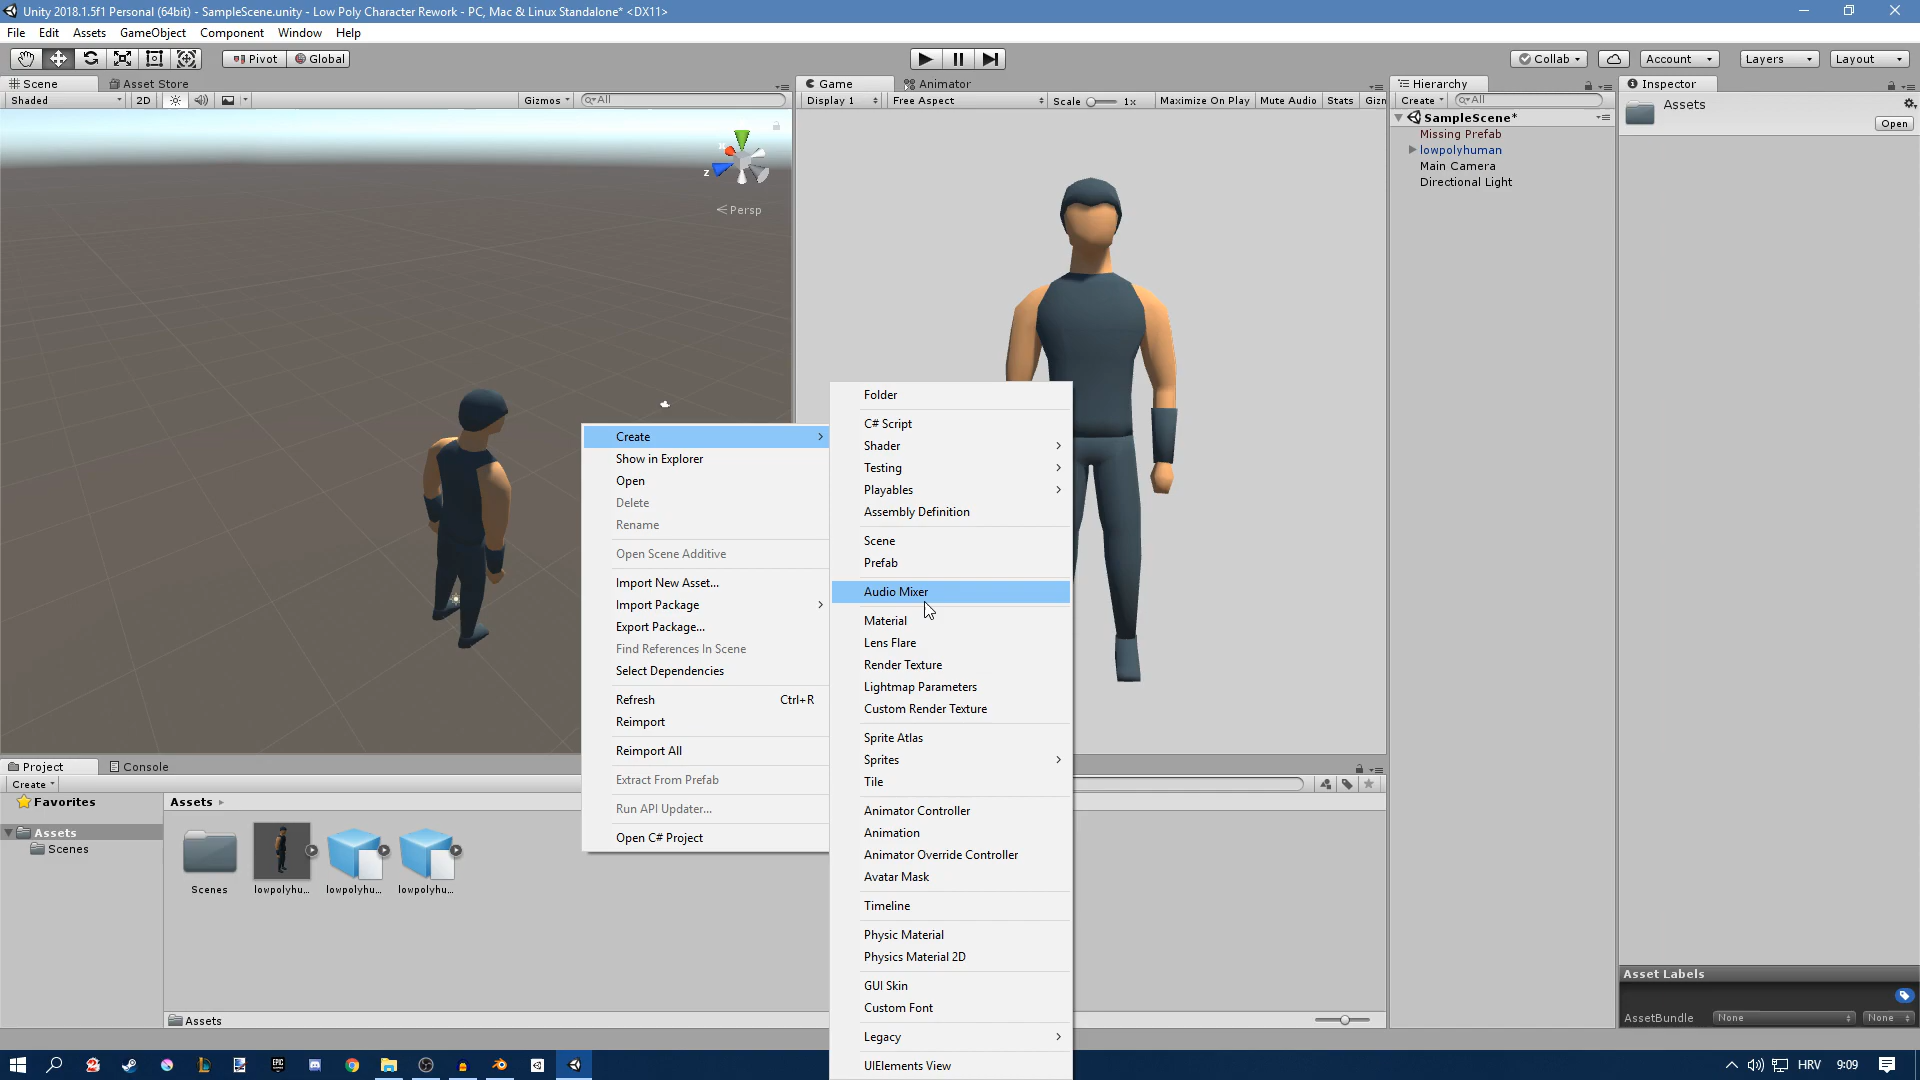 Unity 2018.1.5f1 Personal (64bit) - SampleScene.unity - Low Poly Character Rework - PC, Mac & Linux Standalone* <DX11>
File Edit Assets GameObject Component Window Help
Pivot Global
Collab Account Layers Layout
Scene Asset Store
Shaded 2D Gizmos All
Game Animator
Display 1 Free Aspect Scale 1x Maximize On Play Mute Audio Stats Gizn
Hierarchy
Create All
SampleScene*
Missing Prefab
lowpolyhuman
Main Camera
Directional Light
Inspector
Assets
Open
x
z
Persp
Create
Show in Explorer
Open
Delete
Rename
Open Scene Additive
Import New Asset...
Import Package
Export Package...
Find References In Scene
Select Dependencies
Refresh Ctrl+R
Reimport
Reimport All
Extract From Prefab
Run API Updater...
Open C# Project
Folder
C# Script
Shader
Testing
Playables
Assembly Definition
Scene
Prefab
Audio Mixer
Material
Lens Flare
Render Texture
Lightmap Parameters
Custom Render Texture
Sprite Atlas
Sprites
Tile
Animator Controller
Animation
Animator Override Controller
Avatar Mask
Timeline
Physic Material
Physics Material 2D
GUI Skin
Custom Font
Legacy
UIElements View
Project Console
Create
Favorites
Assets
Scenes
Assets
Scenes
lowpolyhu...
lowpolyhu...
lowpolyhu...
Assets
Asset Labels
AssetBundle None None
HRV 9:09